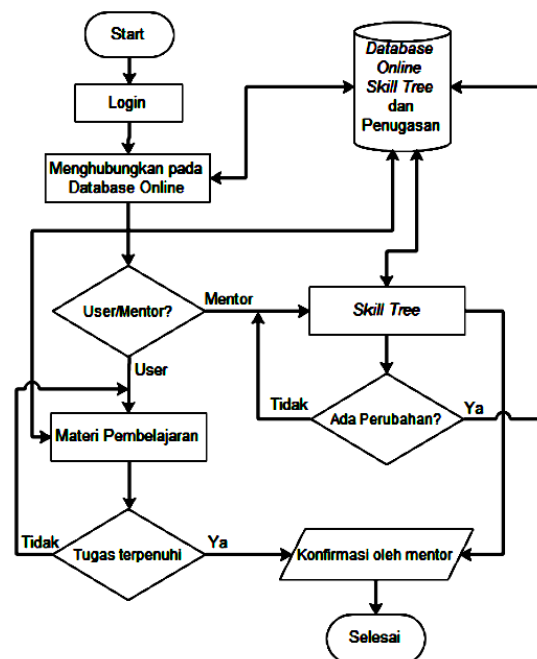 Start
Database
Online
Skill Tree
dan
Penugasan
Login
Menghubungkan pada
Database Online
User/Mentor?
Mentor
Skill Tree
User
Tidak
Ada Perubahan?
Ya
Materi Pembelajaran
Tidak
Tugas terpenuhi
Ya
Konfirmasi oleh mentor
Selesai